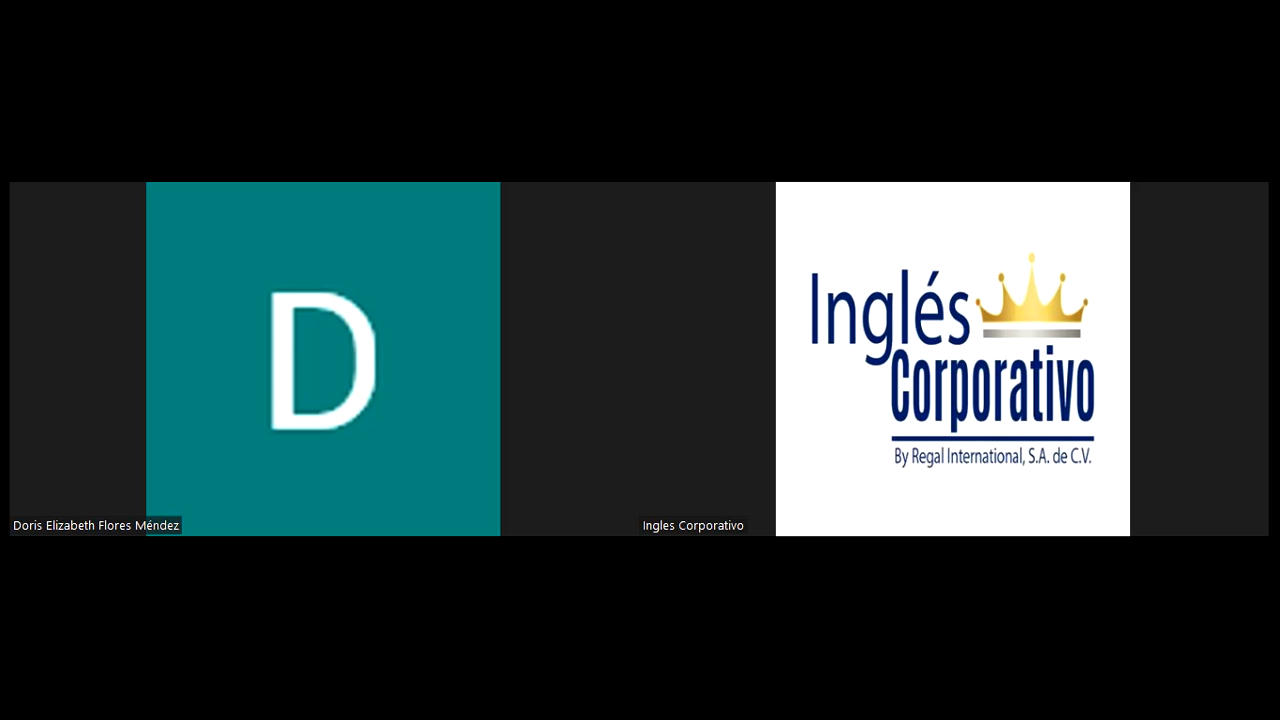 D
Doris Elizabeth Flores Méndez
Inglés
Corporativo
By Regal International, S.A. de C.V.
Ingles Corporativo